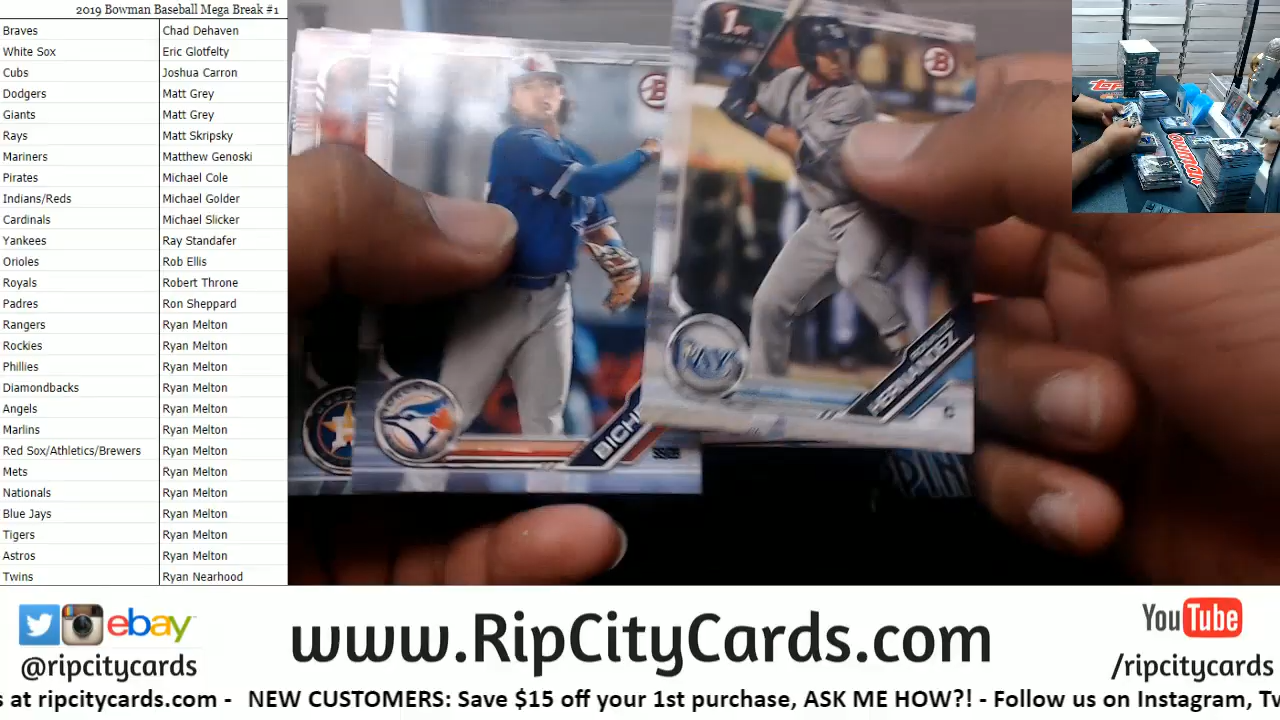 2019 Bowman Baseball Mega Break #1
Braves Chad Dehaven
White Sox Eric Glotfelty
Cubs Joshua Carron
Dodgers Matt Grey
Giants Matt Grey
Rays Matt Skripsky
Mariners Matthew Genoski
Pirates Michael Cole
Indians/Reds Michael Golder
Cardinals Michael Slicker
Yankees Ray Standafer
Orioles Rob Ellis
Royals Robert Throne
Padres Ron Sheppard
Rangers Ryan Melton
Rockies Ryan Melton
Phillies Ryan Melton
Diamondbacks Ryan Melton
Angels Ryan Melton
Marlins Ryan Melton
Red Sox/Athletics/Brewers Ryan Melton
Mets Ryan Melton
Nationals Ryan Melton
Blue Jays Ryan Melton
Tigers Ryan Melton
Astros Ryan Melton
Twins Ryan Nearhood
1st
B
B
RAYS
HERNANDEZ
C
BICH
topps
Bowman
ebay
@ripcitycards
www.RipCityCards.com
YouTube
/ripcitycards
s at ripcitycards.com - NEW CUSTOMERS: Save $15 off your 1st purchase, ASK ME HOW?! - Follow us on Instagram, Tw